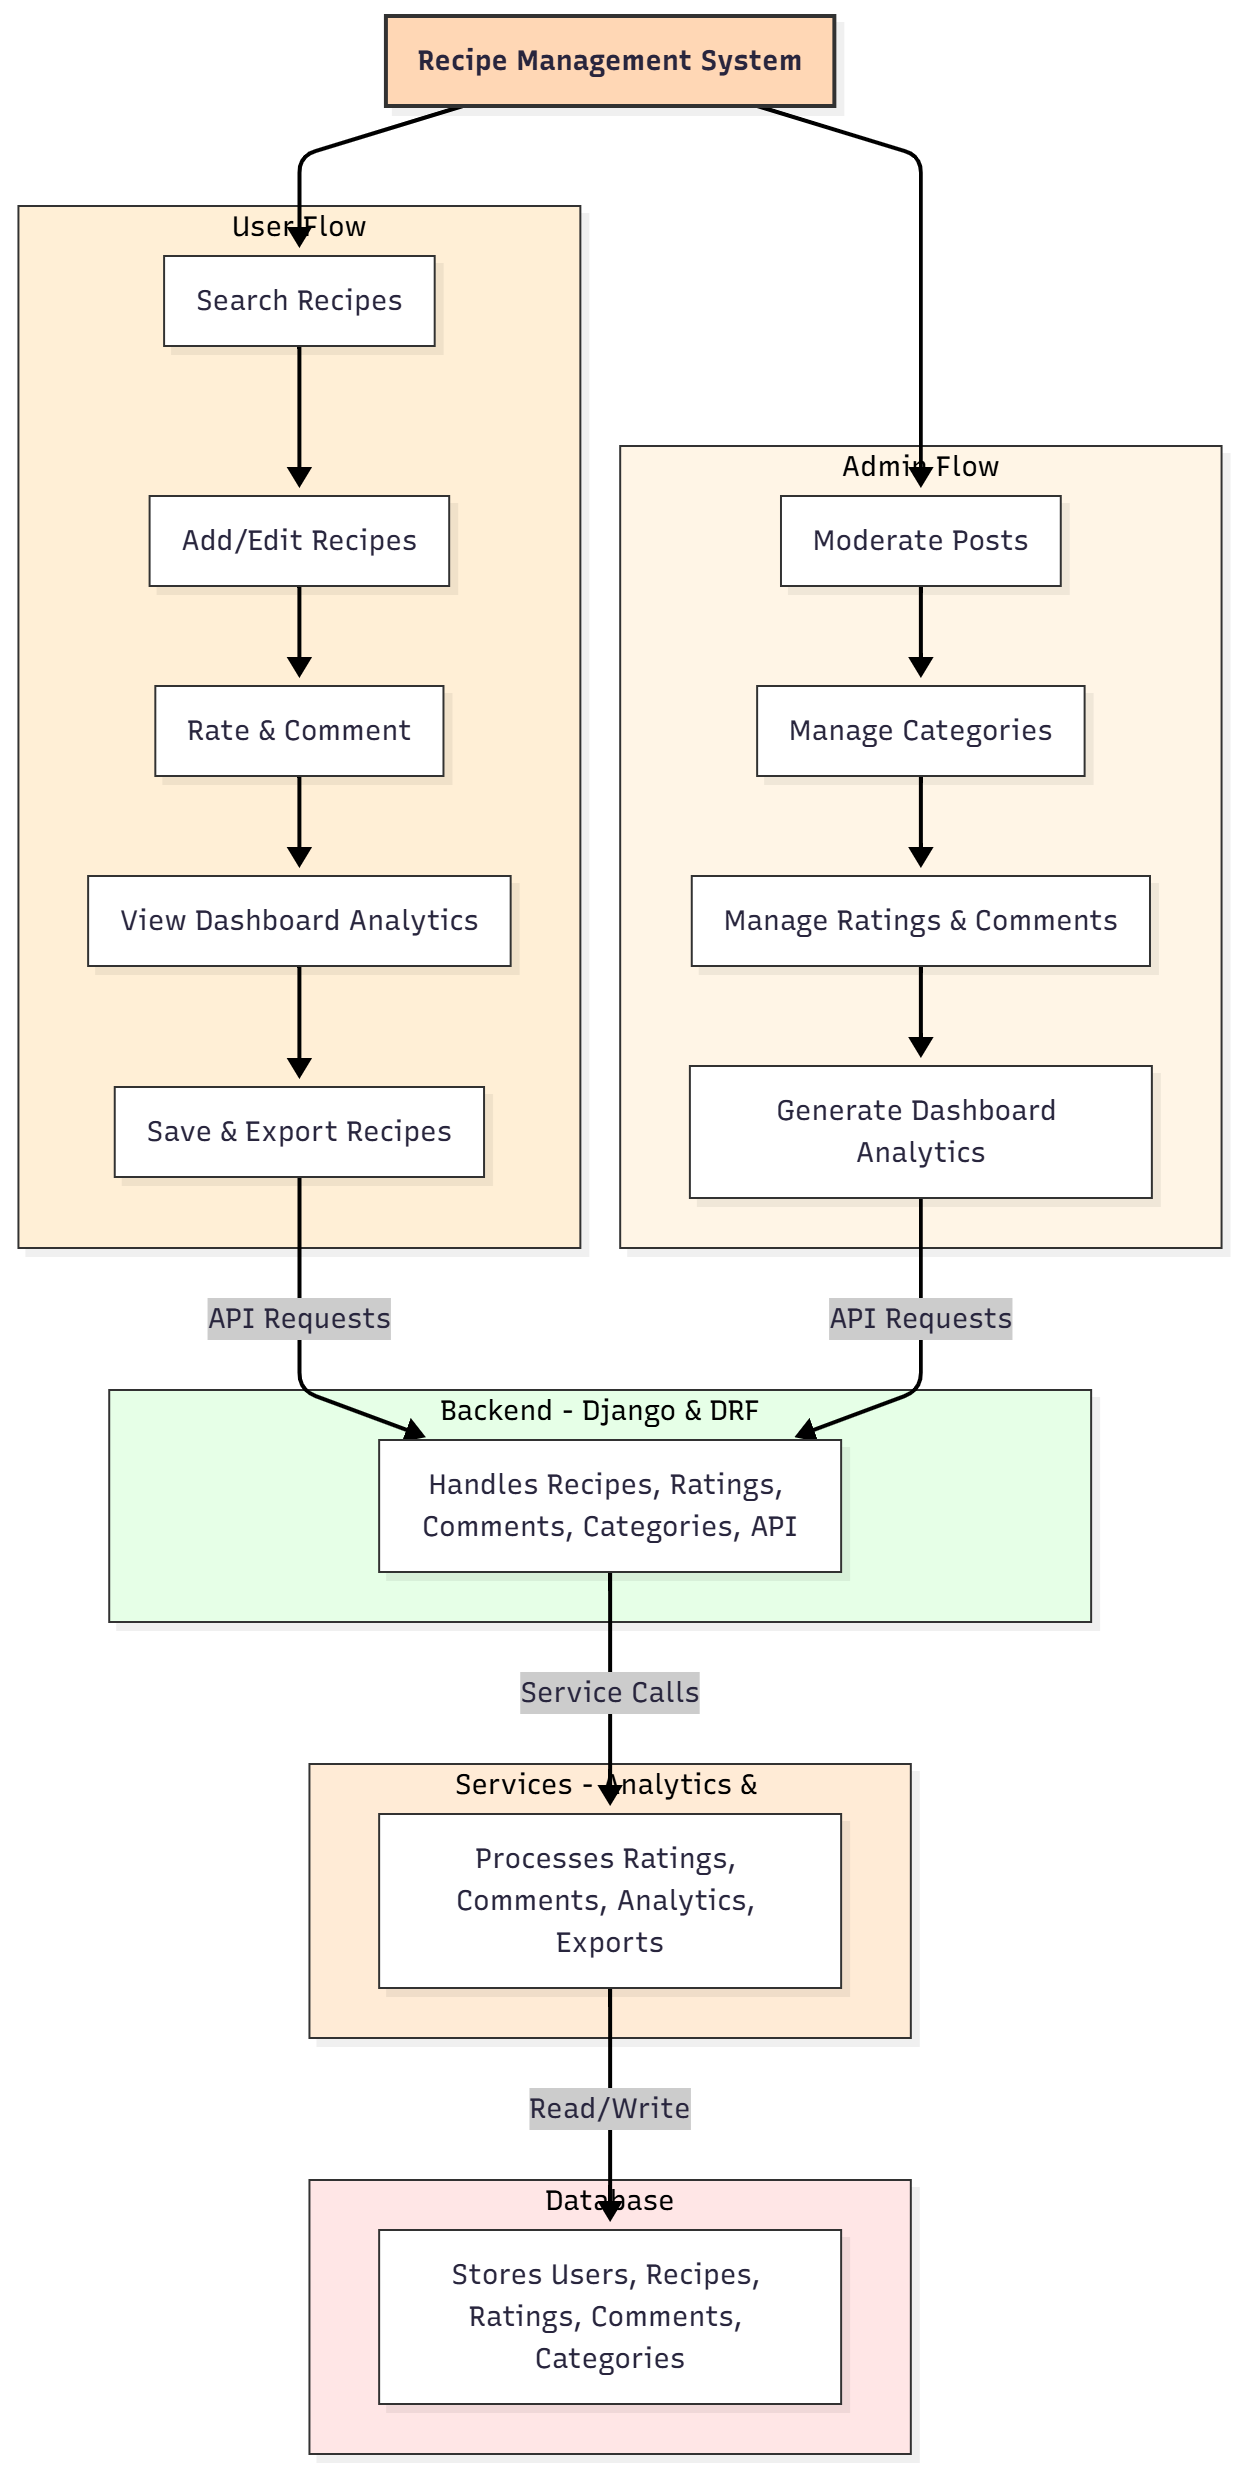 Recipe Management System
User Flow
Search Recipes
Add/Edit Recipes
Rate & Comment
View Dashboard Analytics
Save & Export Recipes
API Requests
Admin Flow
Moderate Posts
Manage Categories
Manage Ratings & Comments
Generate Dashboard
Analytics
API Requests
Backend - Django & DRF
Handles Recipes, Ratings,
Comments, Categories, API
Service Calls
Services - Analytics &
Processes Ratings,
Comments, Analytics,
Exports
Read/Write
Database
Stores Users, Recipes,
Ratings, Comments,
Categories